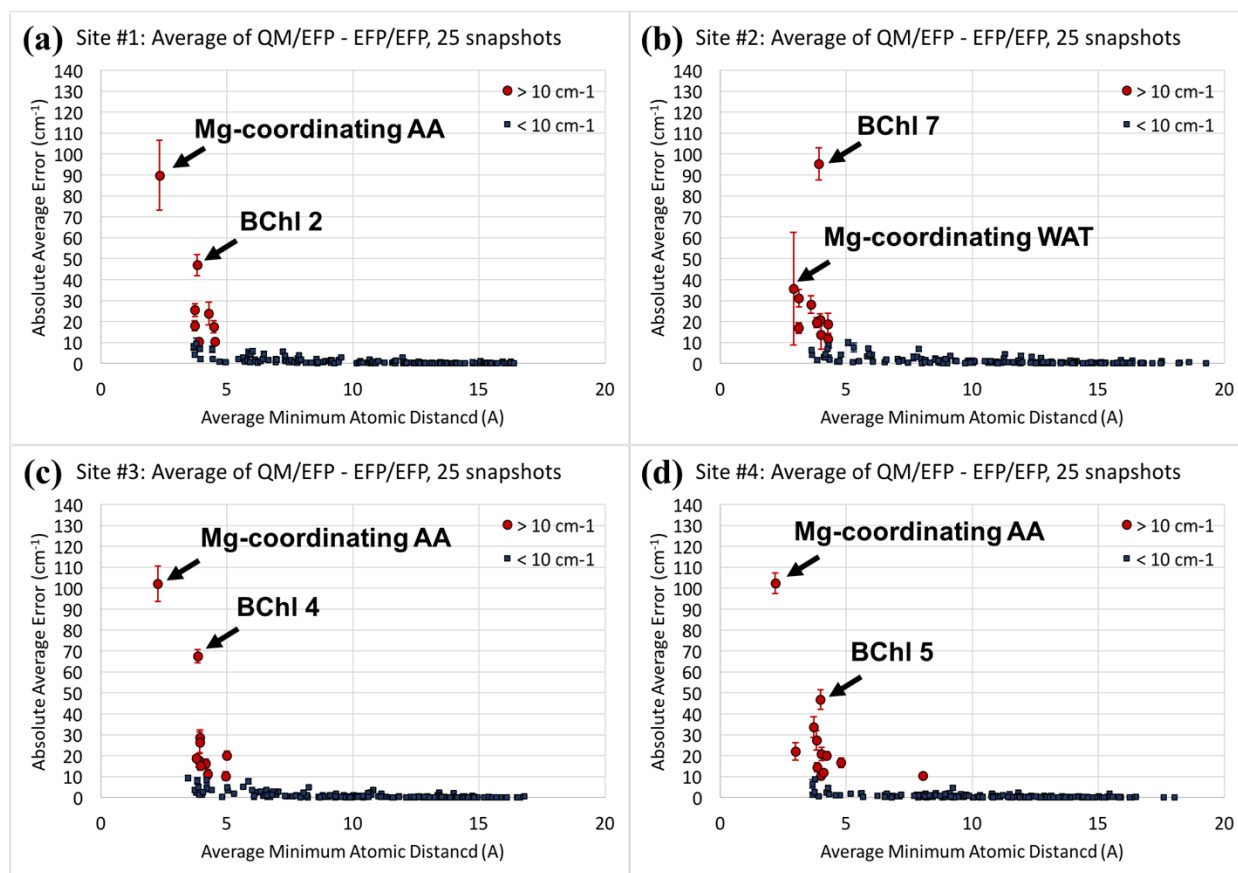 (a) Site #1: Average of QM/EFP - EFP/EFP, 25 snapshots
140
130
120
110
100
90
80
70
60
50
40
30
20
10
0
Absolute Average Error (cm-1)
> 10 cm-1
< 10 cm-1
Mg-coordinating AA
BChl 2
0 5 10 15 20
Average Minimum Atomic Distancd (A)
(b) Site #2: Average of QM/EFP - EFP/EFP, 25 snapshots
140
130
120
110
100
90
80
70
60
50
40
30
20
10
0
Absolute Average Error (cm-1)
> 10 cm-1
< 10 cm-1
BChl 7
Mg-coordinating WAT
0 5 10 15 20
Average Minimum Atomic Distancd (A)
(c) Site #3: Average of QM/EFP - EFP/EFP, 25 snapshots
140
130
120
110
100
90
80
70
60
50
40
30
20
10
0
Absolute Average Error (cm-1)
> 10 cm-1
< 10 cm-1
Mg-coordinating AA
BChl 4
0 5 10 15 20
Average Minimum Atomic Distancd (A)
(d) Site #4: Average of QM/EFP - EFP/EFP, 25 snapshots
140
130
120
110
100
90
80
70
60
50
40
30
20
10
0
Absolute Average Error (cm-1)
> 10 cm-1
< 10 cm-1
Mg-coordinating AA
BChl 5
0 5 10 15 20
Average Minimum Atomic Distancd (A)